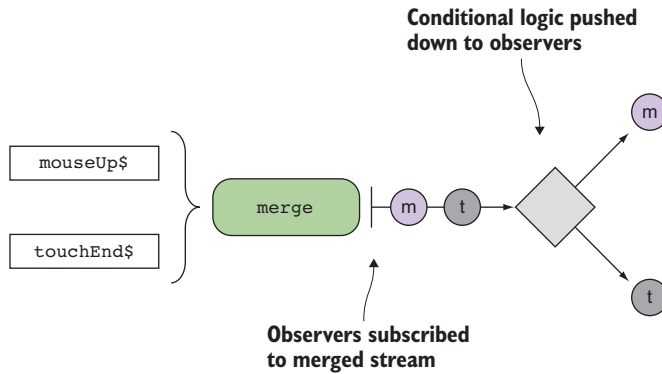 Conditional logic pushed
down to observers
m
mouseUp$
merge
m
t
touchEnd$
t
Observers subscribed
to merged stream